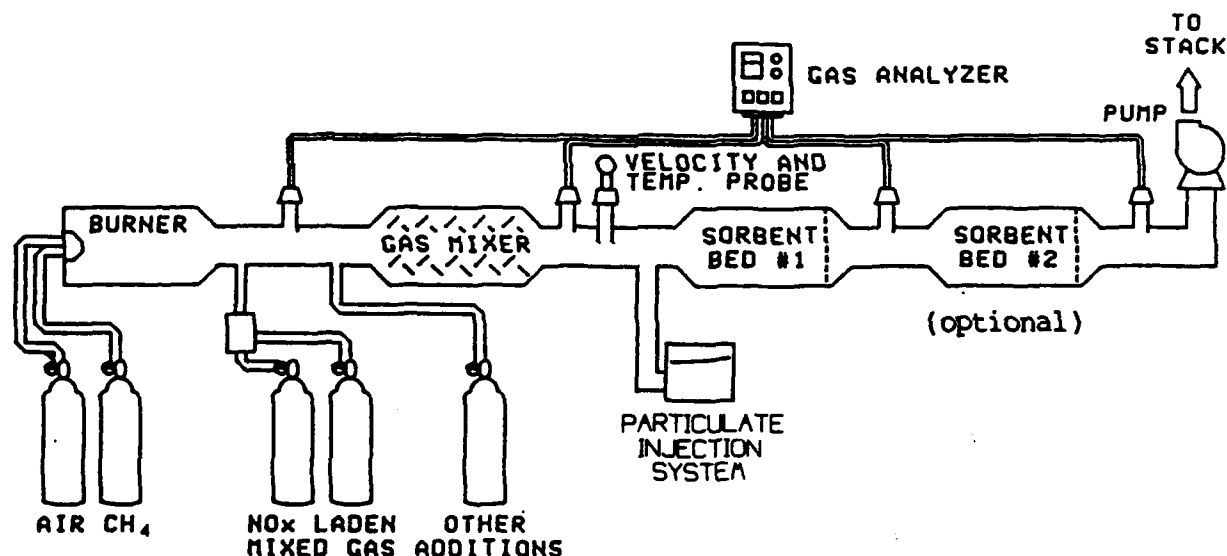 TO
STACK
GAS ANALYZER
PUMP
VELOCITY AND
TEMP. PROBE
BURNER
GAS MIXER
SORBENT
BED #1
SORBENT
BED #2
(optional)
PARTICULATE
INJECTION
SYSTEM
AIR CH₄
NOx LADEN
MIXED GAS
OTHER
ADDITIONS